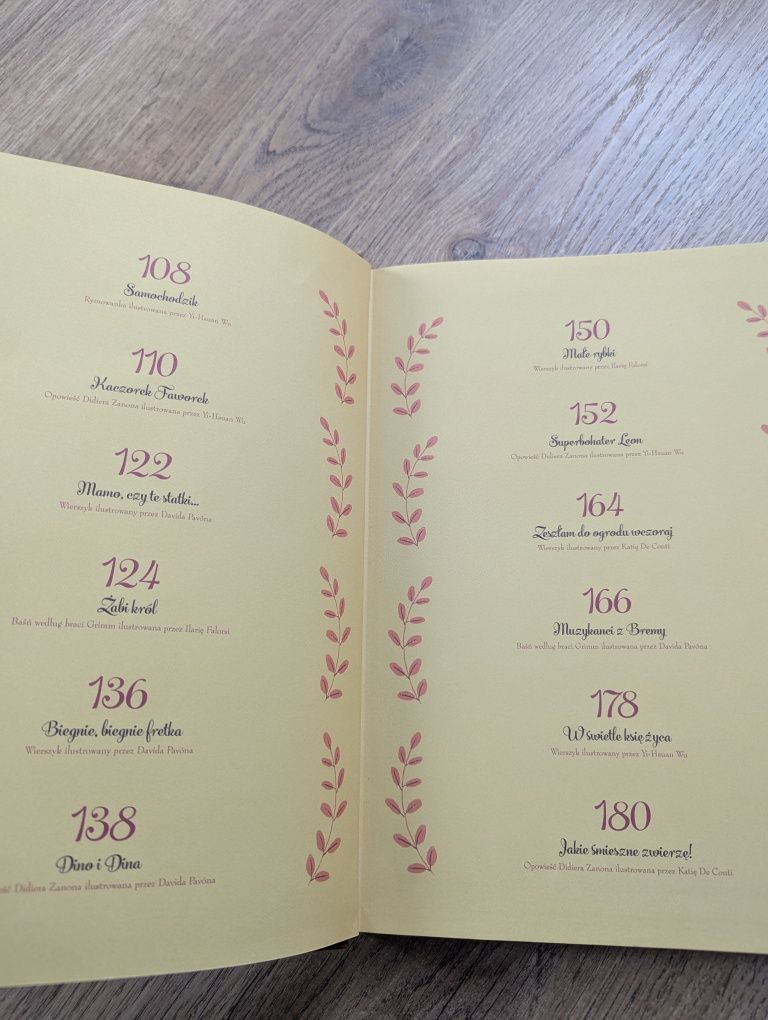 108
Samochodzik
Rymowanka ilustrowana przez Yi-Hsuan Wu
110
Kaczorek Faworek
Opowieść Didiera Zanona ilustrowana przez Yi-Hsuan Wu
122
Mamo, czy te statki...
Wierszyk ilustrowany przez Davida Pavóna
124
Żabi król
Baśń według braci Grimm ilustrowana przez Ilarię Falorsi
136
Biegnie, biegnie fretka
Wierszyk ilustrowany przez Davida Pavóna
138
Dino i Dina
Didiera Zanona ilustrowana przez Davida Pavóna
150
Małe rybki
Wierszyk ilustrowany przez Ilarię Falorsi
152
Superbohater Leon
Opowieść Didiera Zanona ilustrowana przez Yi-Hsuan Wu
164
Zeszłam do ogrodu wczoraj
Wierszyk ilustrowany przez Katię De Conti
166
Muzykanci z Bremy
Baśń według braci Grimm ilustrowana przez Davida Pavóna
178
W świetle księżyca
Wierszyk ilustrowany przez Yi-Hsuan Wu
180
Jakie śmieszne zwierzę!
Opowieść Didiera Zanona ilustrowana przez Katię De Conti